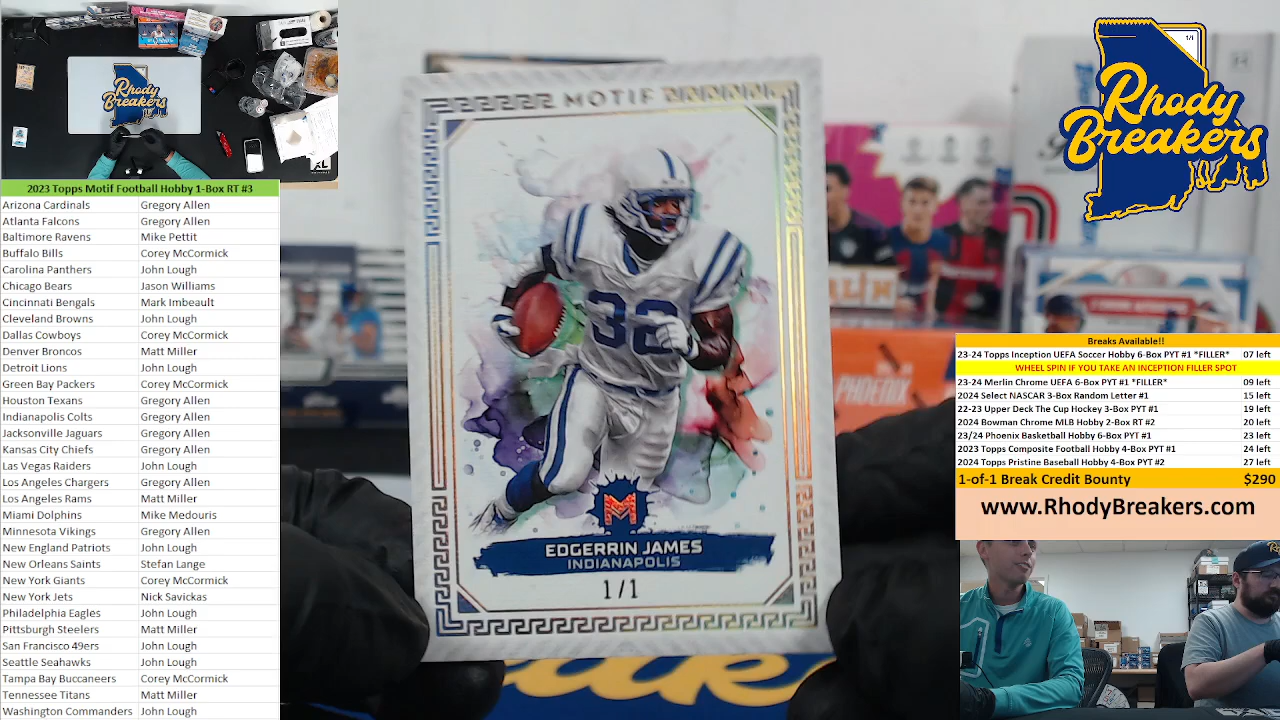 Rhody
Breakers
2023 Topps Motif Football Hobby 1-Box RT #3
Arizona Cardinals Gregory Allen
Atlanta Falcons Gregory Allen
Baltimore Ravens Mike Pettit
Buffalo Bills Corey McCormick
Carolina Panthers John Lough
Chicago Bears Jason Williams
Cincinnati Bengals Mark Imbeault
Cleveland Browns John Lough
Dallas Cowboys Corey McCormick
Denver Broncos Matt Miller
Detroit Lions John Lough
Green Bay Packers Corey McCormick
Houston Texans Gregory Allen
Indianapolis Colts Gregory Allen
Jacksonville Jaguars Gregory Allen
Kansas City Chiefs Gregory Allen
Las Vegas Raiders John Lough
Los Angeles Chargers Gregory Allen
Los Angeles Rams Matt Miller
Miami Dolphins Mike Medouris
Minnesota Vikings Gregory Allen
New England Patriots John Lough
New Orleans Saints Stefan Lange
New York Giants Corey McCormick
New York Jets Nick Savickas
Philadelphia Eagles John Lough
Pittsburgh Steelers Matt Miller
San Francisco 49ers John Lough
Seattle Seahawks John Lough
Tampa Bay Buccaneers Corey McCormick
Tennessee Titans Matt Miller
Washington Commanders John Lough
MOTIF
32
M
EDGERRIN JAMES
INDIANAPOLIS
1/1
PHOENIX
1/1
Rhody
Breakers
Breaks Available!!
23-24 Topps Inception UEFA Soccer Hobby 6-Box PYT #1 *FILLER* 07 left
WHEEL SPIN IF YOU TAKE AN INCEPTION FILLER SPOT
23-24 Merlin Chrome UEFA 6-Box PYT #1 *FILLER* 09 left
2024 Select NASCAR 3-Box Random Letter #1 15 left
22-23 Upper Deck The Cup Hockey 3-Box PYT #1 19 left
2024 Bowman Chrome MLB Hobby 2-Box RT #2 20 left
23/24 Phoenix Basketball Hobby 6-Box PYT #1 23 left
2023 Topps Composite Football Hobby 4-Box PYT #1 24 left
2024 Topps Pristine Baseball Hobby 4-Box PYT #2 27 left
1-of-1 Break Credit Bounty $290
www.RhodyBreakers.com